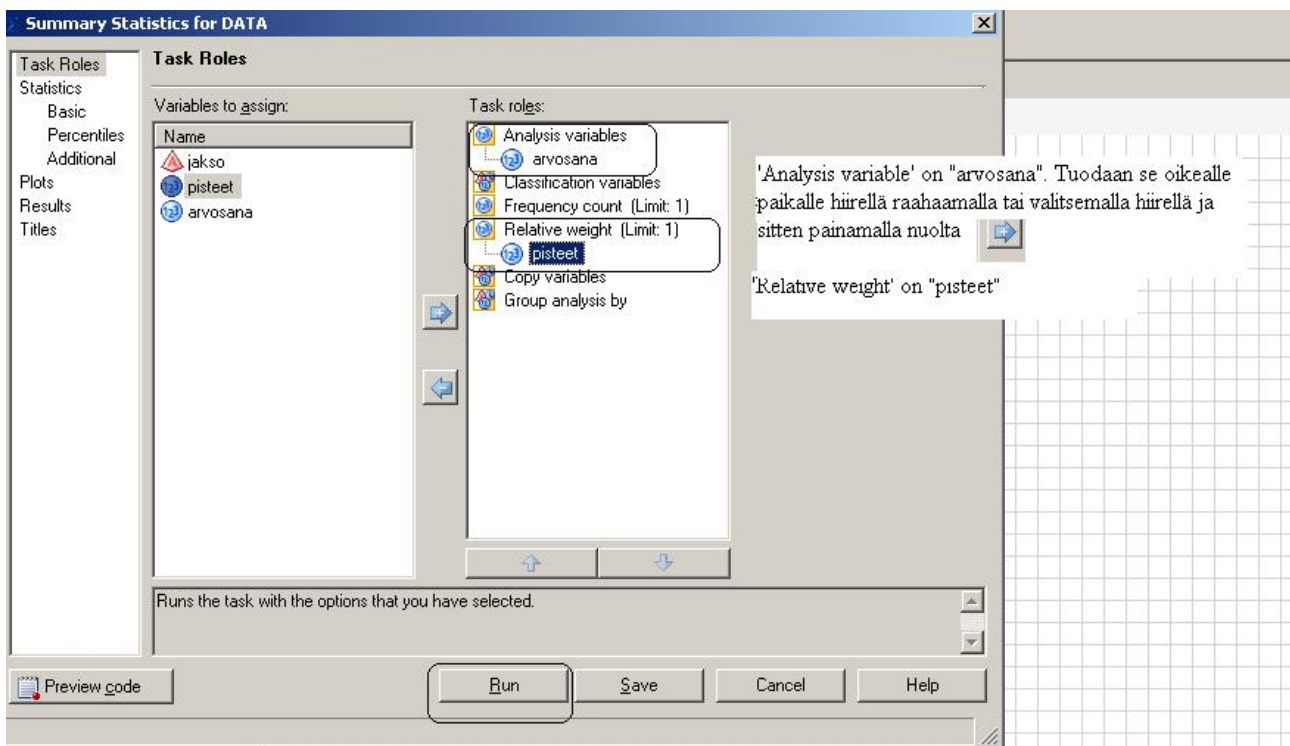 Summary Statistics for DATA
Task Roles
Statistics
Basic
Percentiles
Additional
Plots
Results
Titles
Task Roles
Variables to assign:
Name
jakso
pisteet
arvosana
Task roles:
Analysis variables
arvosana
Classification variables
Frequency count (Limit: 1)
Relative weight (Limit: 1)
pisteet
Copy variables
Group analysis by
'Analysis variable' on "arvosana". Tuodaan se oikealle
paikalle hiirellä raahaamalla tai valitsemalla hiirellä ja
sitten painamalla nuolta
'Relative weight' on "pisteet"
Runs the task with the options that you have selected.
Preview code
Run
Save
Cancel
Help